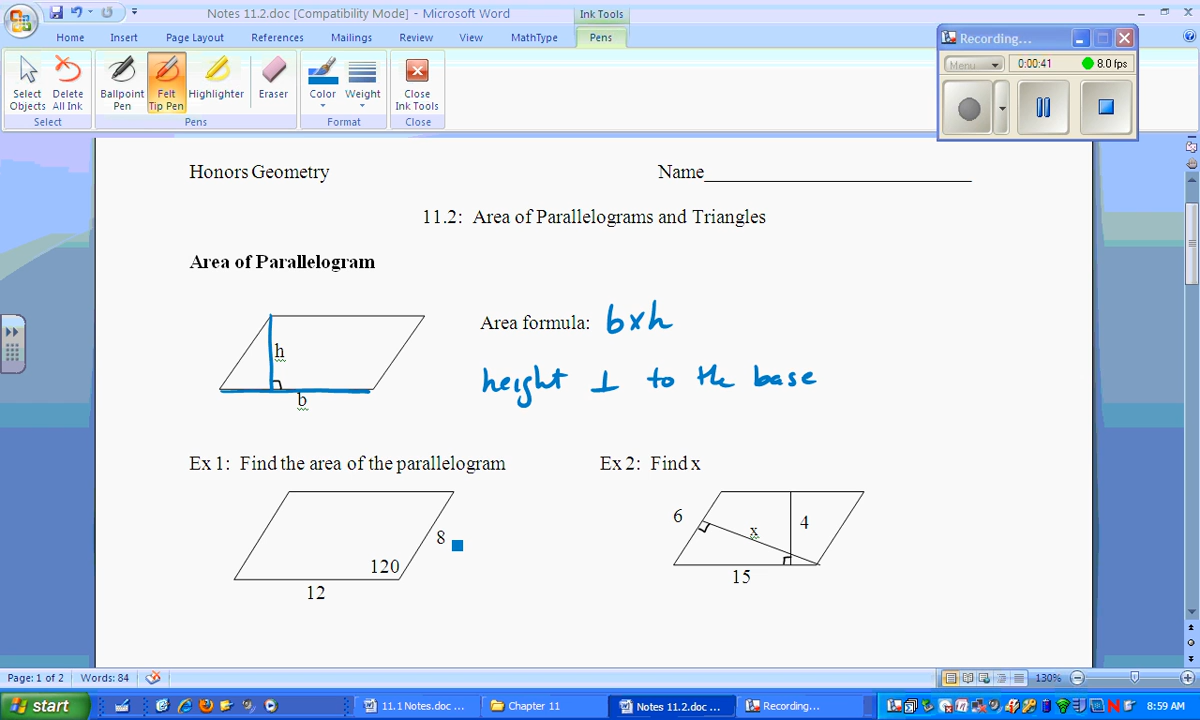 Notes 11.2.doc [Compatibility Mode] - Microsoft Word
Ink Tools
Home Insert Page Layout References Mailings Review View MathType Pens
Select Objects
Delete All Ink
Ballpoint Pen
Felt Tip Pen
Highlighter
Eraser
Color
Weight
Close Ink Tools
Select Pens Format Close
Recording...
Menu 0:00:41 8.0 fps
Honors Geometry Name
11.2: Area of Parallelograms and Triangles
Area of Parallelogram
h
b
Area formula: b x h
height ⊥ to the base
Ex 1: Find the area of the parallelogram
8
120
12
Ex 2: Find x
6
x
4
15
Page: 1 of 2 Words: 84 130%
start 11.1 Notes.doc ... Chapter 11 Notes 11.2.doc ... Recording... 8:59 AM